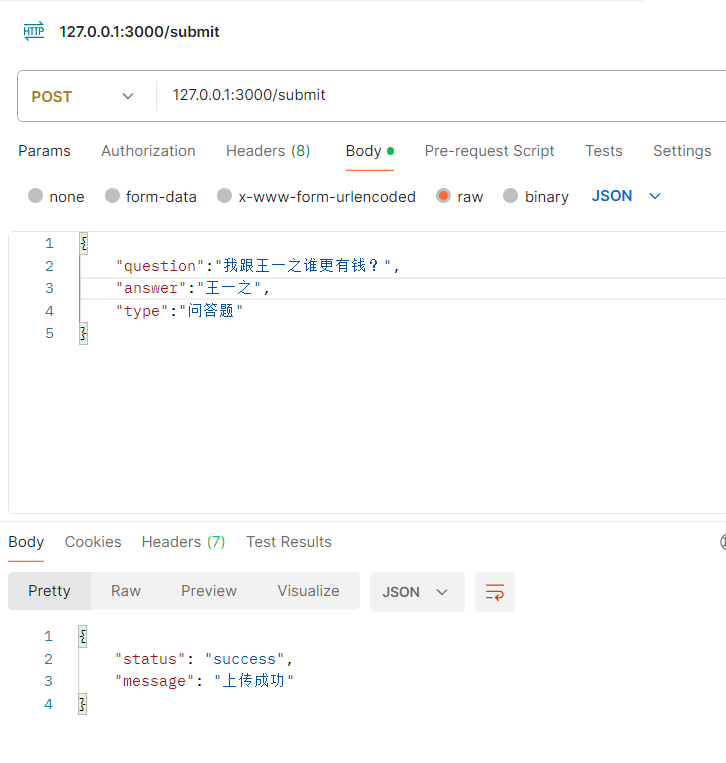 HTTP 127.0.0.1:3000/submit
POST 127.0.0.1:3000/submit
Params Authorization Headers (8) Body Pre-request Script Tests Settings
none form-data x-www-form-urlencoded raw binary JSON
1 {
2 "question":"我跟王一之谁更有钱？",
3 "answer":"王一之",
4 "type":"问答题"
5 }
Body Cookies Headers (7) Test Results
Pretty Raw Preview Visualize JSON
1 {
2 "status": "success",
3 "message": "上传成功"
4 }